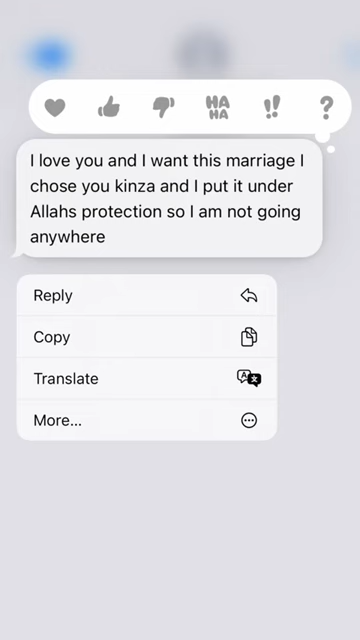 HA
HA
!!
?
I love you and I want this marriage I
chose you kinza and I put it under
Allahs protection so I am not going
anywhere
Reply
Copy
Translate
More...